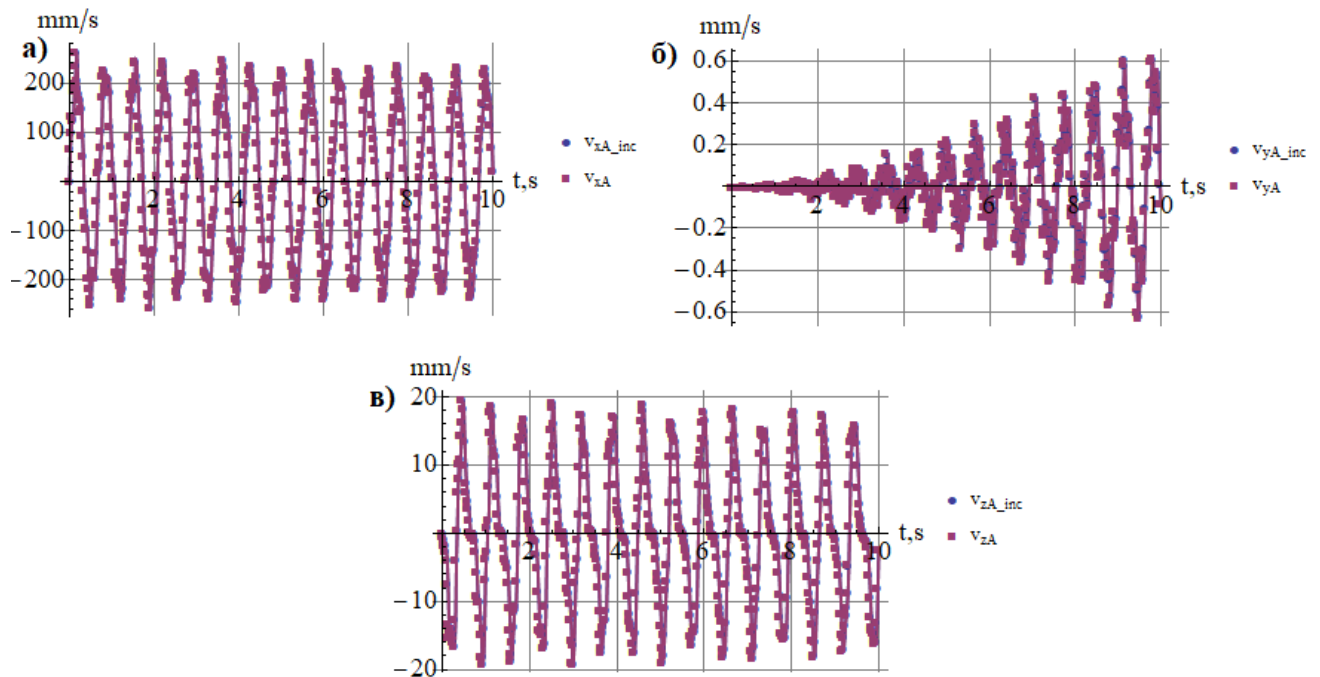 mm/s
а)
200
100
−100
−200
2
4
6
8
10
t,s
v_xA_inc
v_xA
mm/s
б)
0.6
0.4
0.2
−0.2
−0.4
−0.6
2
4
6
8
10
t,s
v_yA_inc
v_yA
mm/s
в)
20
10
−10
−20
2
4
6
8
10
t,s
v_zA_inc
v_zA